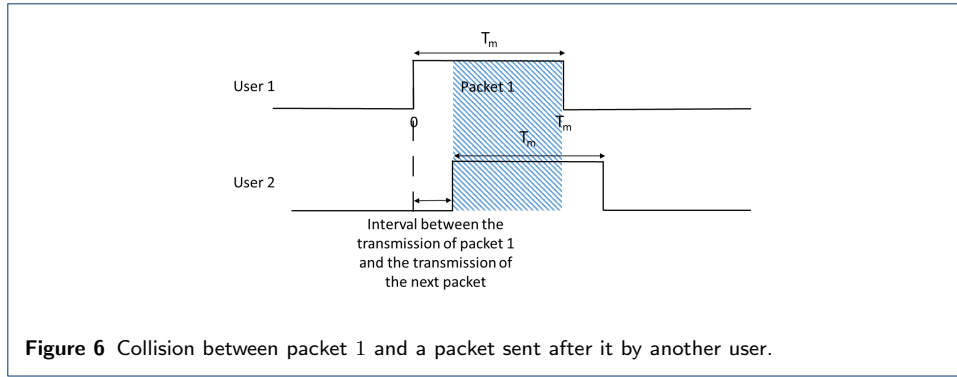 T_m
User 1
Packet 1
0
T_m
T_m
User 2
Interval between the
transmission of packet 1
and the transmission of
the next packet
Figure 6 Collision between packet 1 and a packet sent after it by another user.